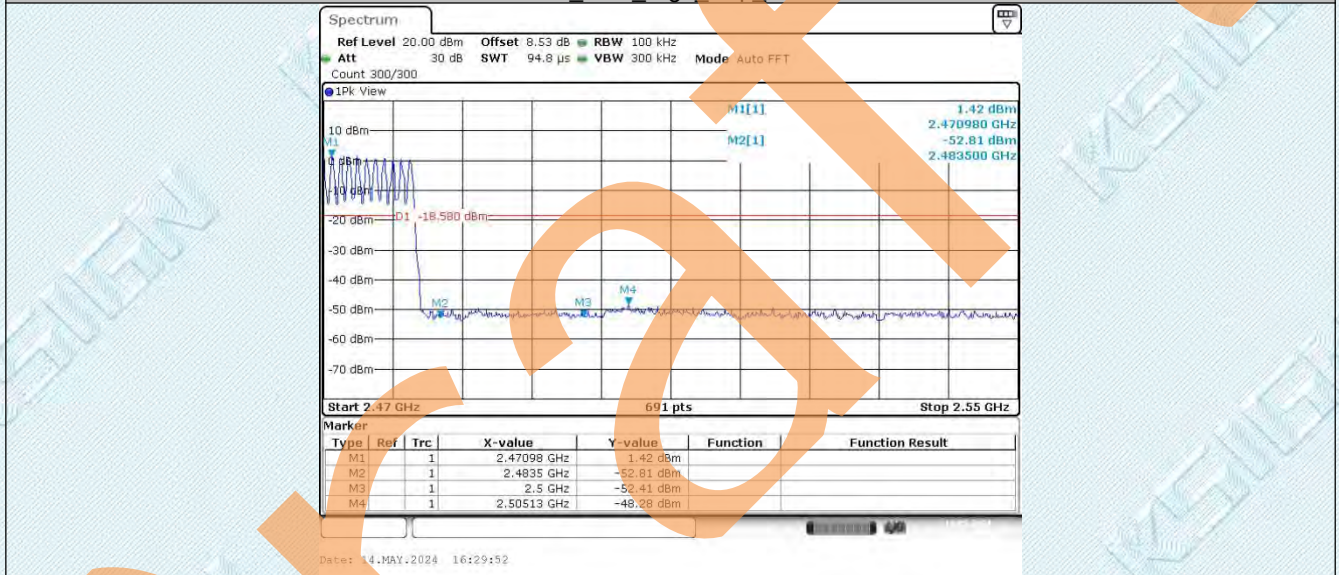 Spectrum
Ref Level 20.00 dBm Offset 8.53 dB RBW 100 kHz
Att 30 dB SWT 94.8 µs VBW 300 kHz Mode Auto FFT
Count 300/300
1Pk View
M1[1] 1.42 dBm
2.470980 GHz
M2[1] -52.81 dBm
2.483500 GHz
10 dBm
M1
0 dBm
-10 dBm
D1 -18.580 dBm
-20 dBm
-30 dBm
-40 dBm
M4
M2 M3
-50 dBm
-60 dBm
-70 dBm
Start 2.47 GHz 691 pts Stop 2.55 GHz
Marker
Type Ref Trc X-value Y-value Function Function Result
M1 1 2.47098 GHz 1.42 dBm
M2 1 2.4835 GHz -52.81 dBm
M3 1 2.5 GHz -52.41 dBm
M4 1 2.50513 GHz -48.28 dBm
Date: 14.MAY.2024 16:29:52
KSIGN
KSIGN
KSIGN
KSIGN